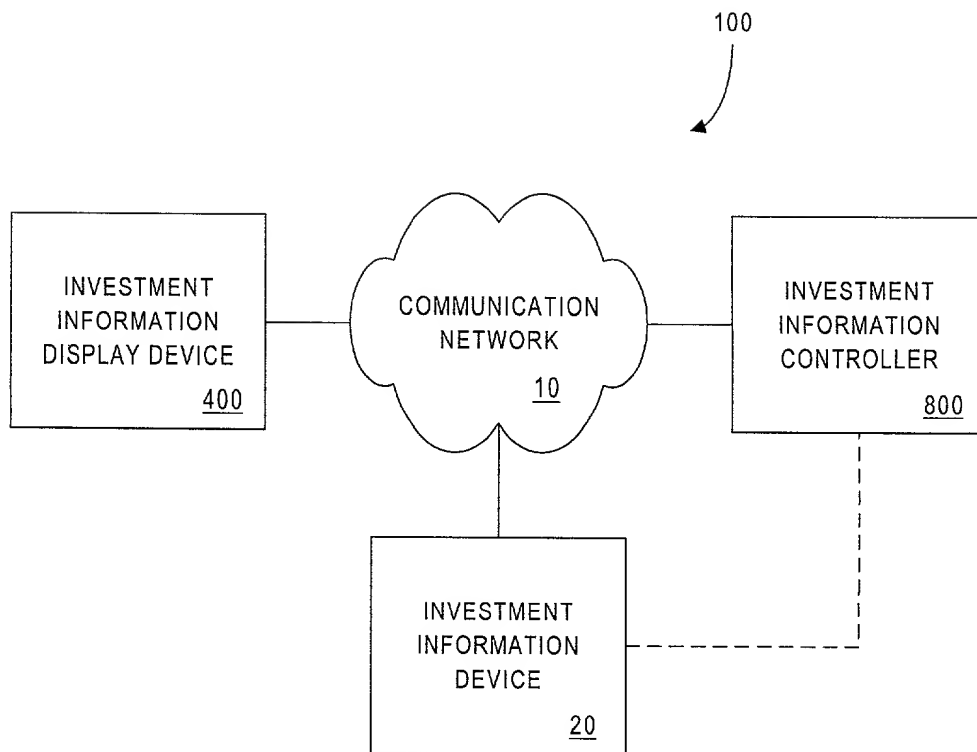 100
INVESTMENT
INFORMATION
DISPLAY DEVICE
400
COMMUNICATION
NETWORK
10
INVESTMENT
INFORMATION
CONTROLLER
800
INVESTMENT
INFORMATION
DEVICE
20